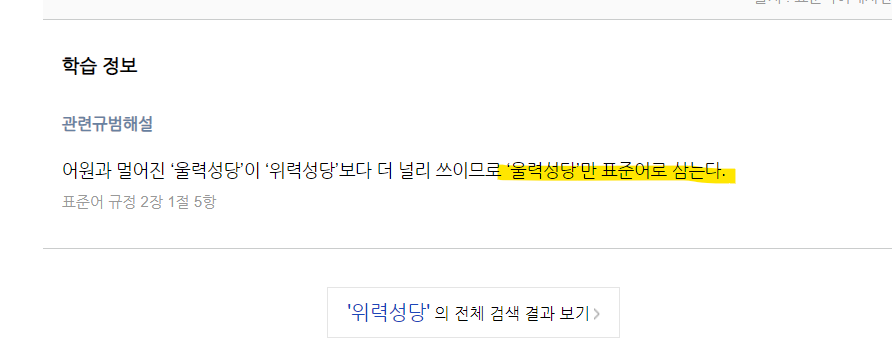 학습 정보
관련규범해설
어원과 멀어진 ‘울력성당’이 ‘위력성당’보다 더 널리 쓰이므로 ‘울력성당’만 표준어로 삼는다.
표준어 규정 2장 1절 5항
'위력성당' 의 전체 검색 결과 보기 >